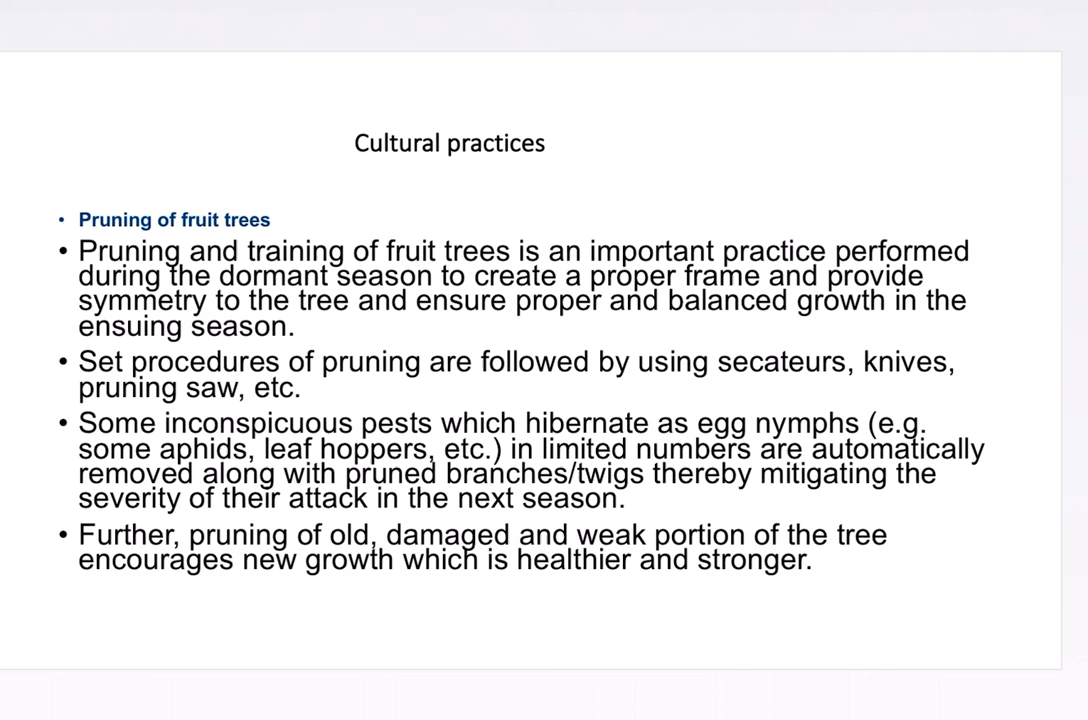 Cultural practices
• Pruning of fruit trees
• Pruning and training of fruit trees is an important practice performed
during the dormant season to create a proper frame and provide
symmetry to the tree and ensure proper and balanced growth in the
ensuing season.
• Set procedures of pruning are followed by using secateurs, knives,
pruning saw, etc.
• Some inconspicuous pests which hibernate as egg nymphs (e.g.
some aphids, leaf hoppers, etc.) in limited numbers are automatically
removed along with pruned branches/twigs thereby mitigating the
severity of their attack in the next season.
• Further, pruning of old, damaged and weak portion of the tree
encourages new growth which is healthier and stronger.